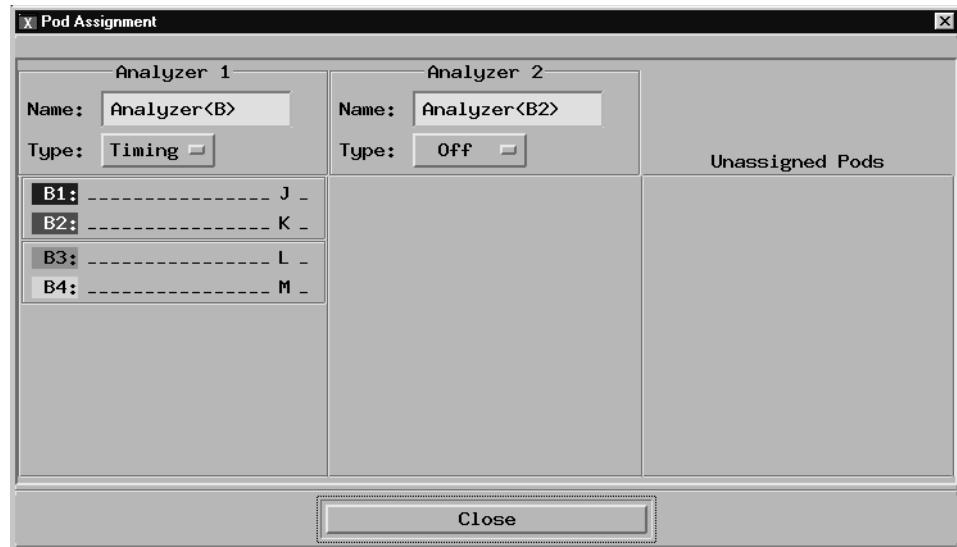 X Pod Assignment
Analyzer 1
Name: Analyzer<B>
Type: Timing
Analyzer 2
Name: Analyzer<B2>
Type: Off
Unassigned Pods
B1: _ _ _ _ _ _ _ _ _ _ _ _ _ _ _ _ J _
B2: _ _ _ _ _ _ _ _ _ _ _ _ _ _ _ _ K _
B3: _ _ _ _ _ _ _ _ _ _ _ _ _ _ _ _ L _
B4: _ _ _ _ _ _ _ _ _ _ _ _ _ _ _ _ M _
Close